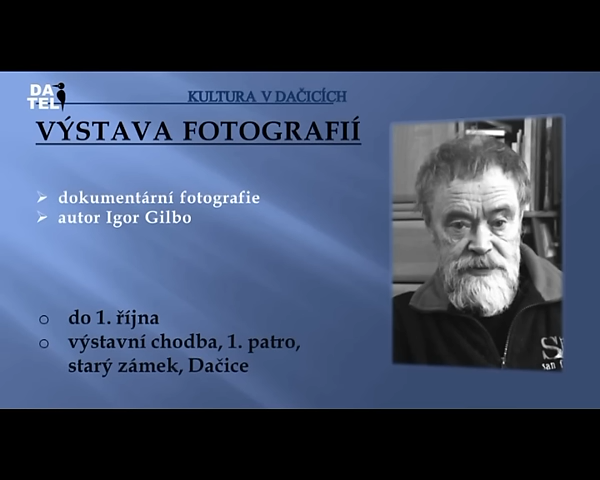 DA
TEL
KULTURA V DAČICÍCH
VÝSTAVA FOTOGRAFIÍ
dokumentární fotografie
autor Igor Gilbo
do 1. října
výstavní chodba, 1. patro,
starý zámek, Dačice